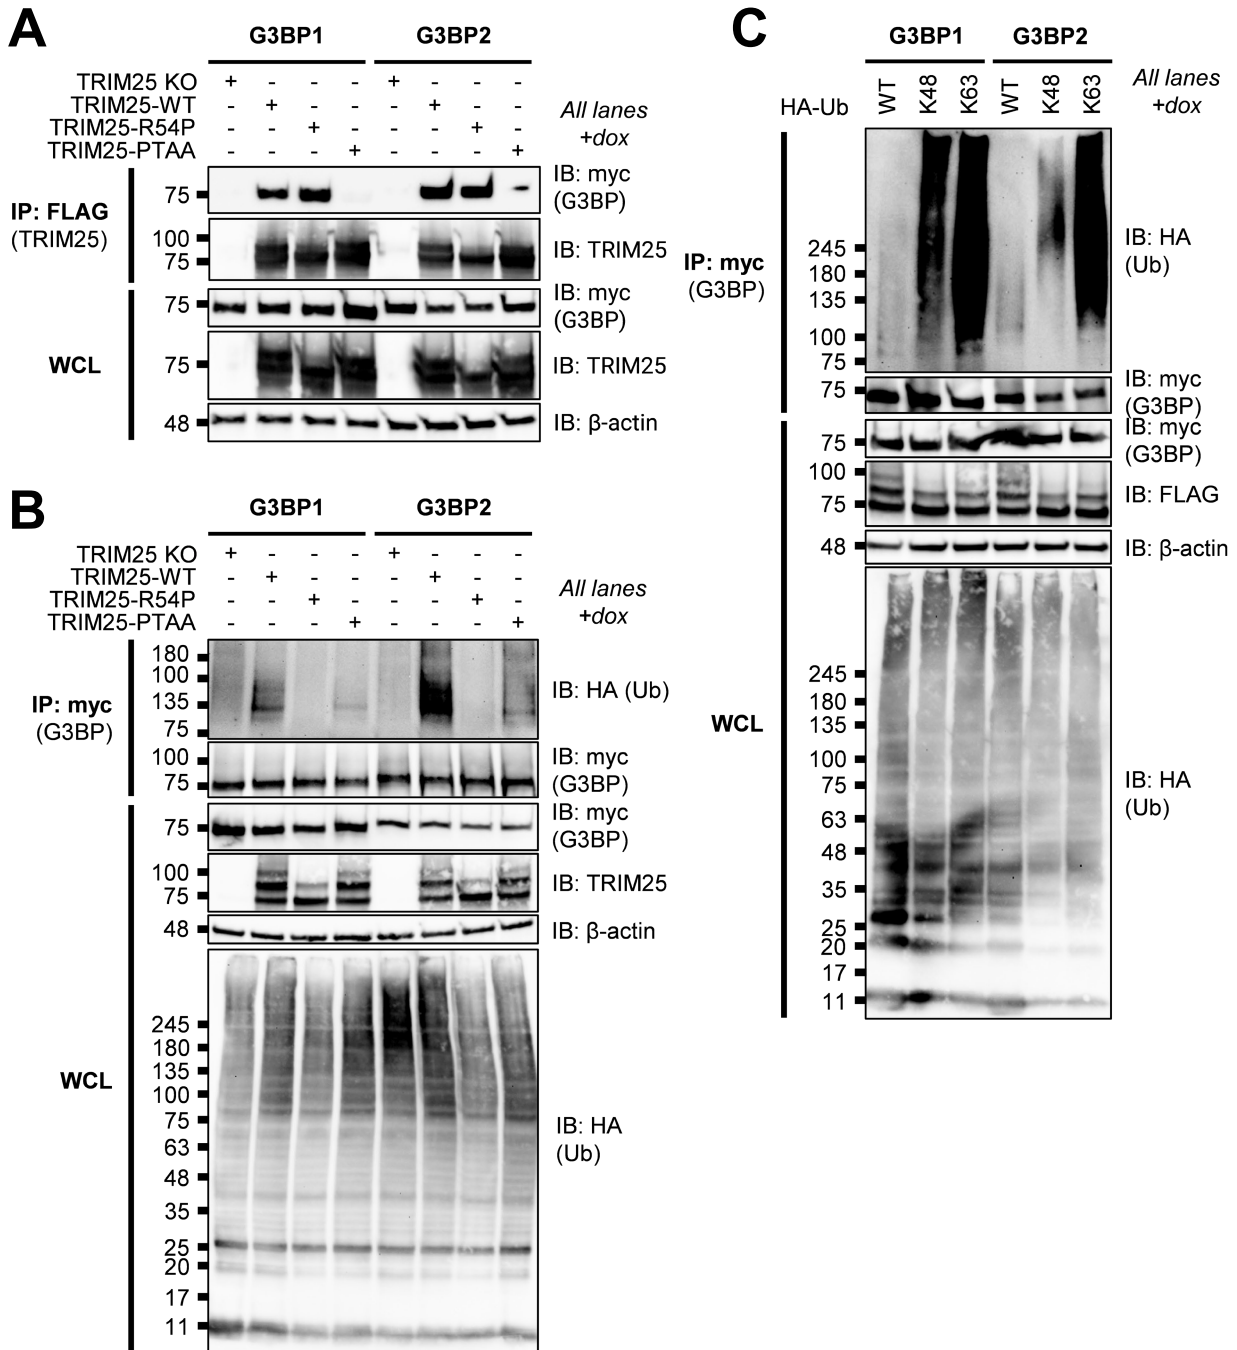 A
G3BP1 G3BP2
TRIM25 KO + - - - + - - -
TRIM25-WT - + - - - + - -
TRIM25-R54P - - + - - - + -
TRIM25-PTAA - - - + - - - +
All lanes
+dox
IP: FLAG
(TRIM25)
75
IB: myc
(G3BP)
100
75
IB: TRIM25
WCL
75
IB: myc
(G3BP)
75
IB: TRIM25
48
IB: β-actin
B
G3BP1 G3BP2
TRIM25 KO + - - - + - - -
TRIM25-WT - + - - - + - -
TRIM25-R54P - - + - - - + -
TRIM25-PTAA - - - + - - - +
All lanes
+dox
IP: myc
(G3BP)
180
100
135
75
IB: HA (Ub)
100
75
IB: myc
(G3BP)
WCL
75
IB: myc
(G3BP)
100
75
IB: TRIM25
48
IB: β-actin
245
180
135
100
75
63
48
35
25
20
17
11
IB: HA
(Ub)
C
G3BP1 G3BP2
HA-Ub WT K48 K63 WT K48 K63
All lanes
+dox
IP: myc
(G3BP)
245
180
135
100
75
IB: HA
(Ub)
75
IB: myc
(G3BP)
WCL
75
IB: myc
(G3BP)
100
75
IB: FLAG
48
IB: β-actin
245
180
135
100
75
63
48
35
25
20
17
11
IB: HA
(Ub)